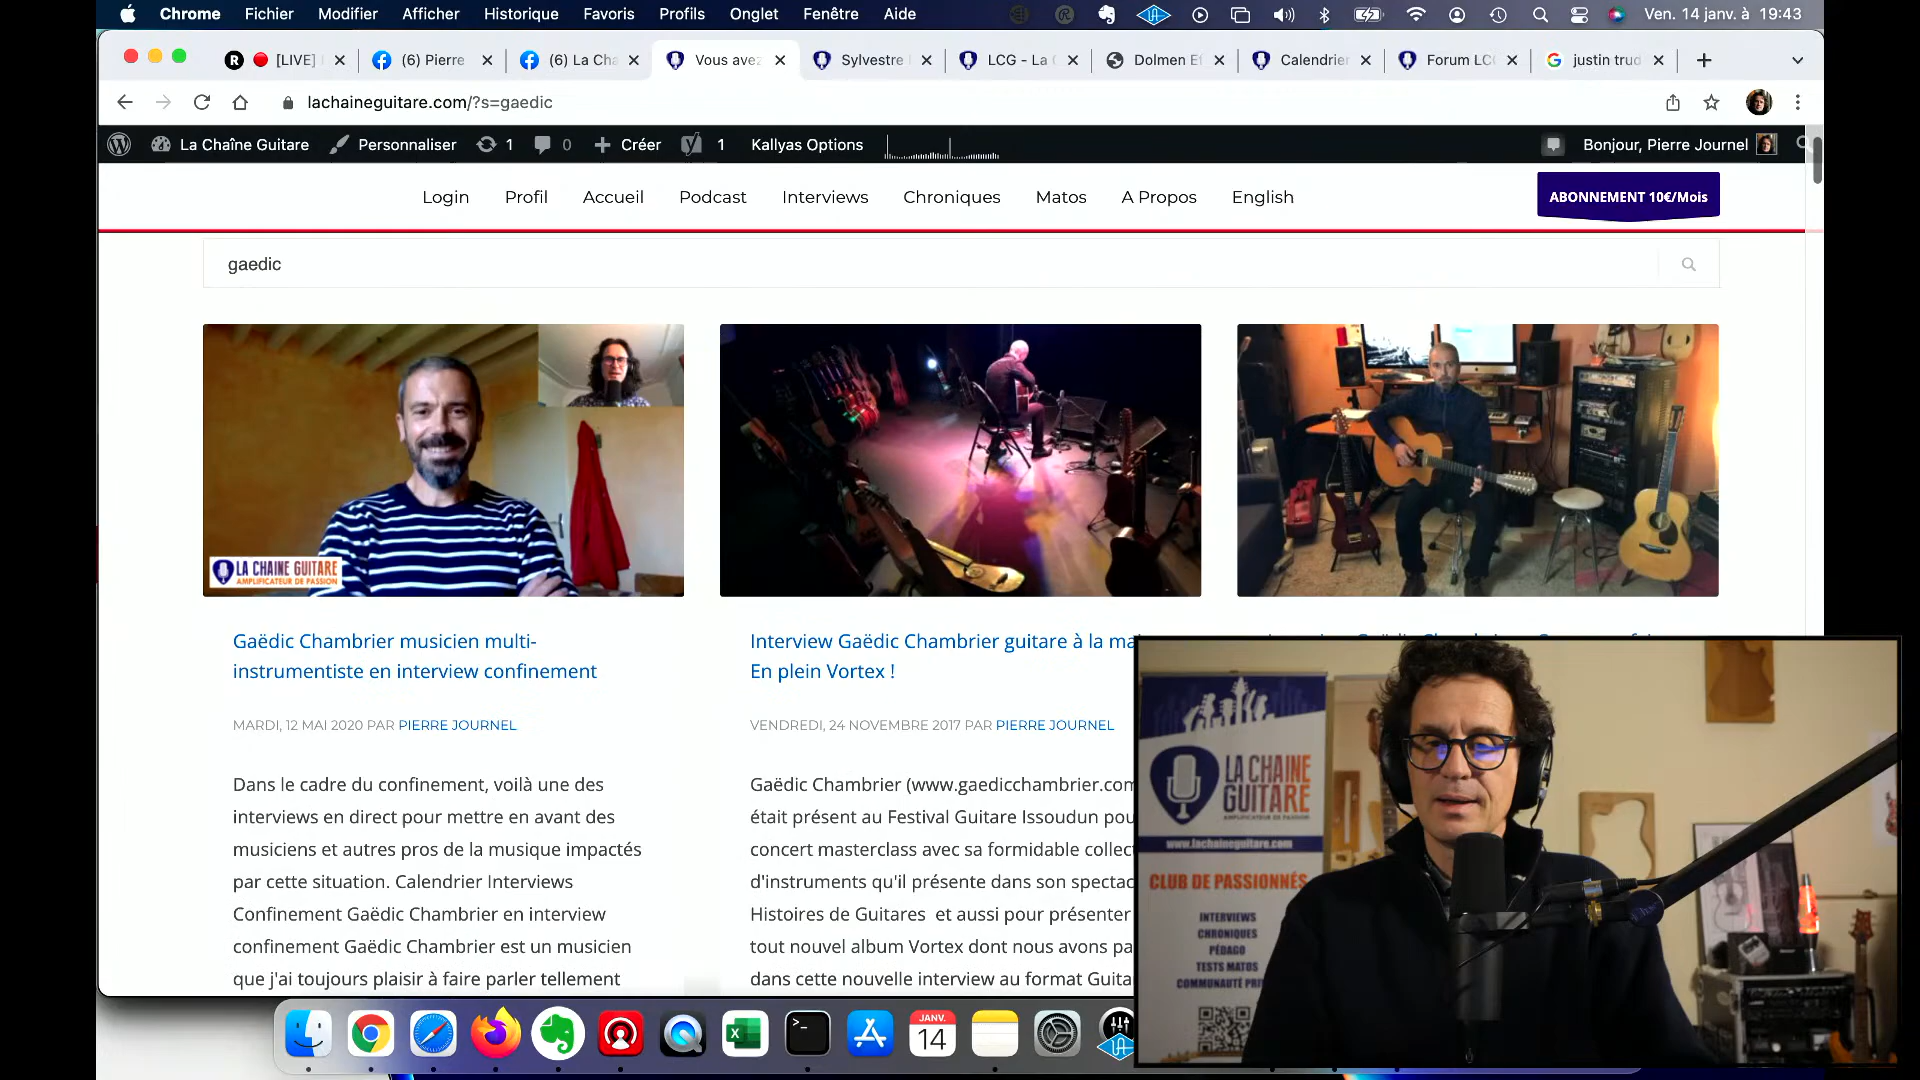 Chrome Fichier Modifier Afficher Historique Favoris Profils Onglet Fenêtre Aide Ven. 14 janv. à 19:43
[LIVE] (6) Pierre (6) La Cha Vous avez Sylvestre LCG - La Dolmen Ef Calendrier Forum LCG justin trud
lachaineguitare.com/?s=gaedic
La Chaîne Guitare Personnaliser 1 0 Créer 1 Kallyas Options Bonjour, Pierre Journel
Login Profil Accueil Podcast Interviews Chroniques Matos A Propos English ABONNEMENT 10€/Mois
gaedic
LA CHAINE GUITARE
AMPLIFICATEUR DE PASSION
Gaëdic Chambrier musicien multi-
instrumentiste en interview confinement
MARDI, 12 MAI 2020 PAR PIERRE JOURNEL
Dans le cadre du confinement, voilà une des
interviews en direct pour mettre en avant des
musiciens et autres pros de la musique impactés
par cette situation. Calendrier Interviews
Confinement Gaëdic Chambrier en interview
confinement Gaëdic Chambrier est un musicien
que j'ai toujours plaisir à faire parler tellement
Interview Gaëdic Chambrier guitare à la ma
En plein Vortex !
VENDREDI, 24 NOVEMBRE 2017 PAR PIERRE JOURNEL
Gaëdic Chambrier (www.gaedicchambrier.com
était présent au Festival Guitare Issoudun pou
concert masterclass avec sa formidable collect
d'instruments qu'il présente dans son spectac
Histoires de Guitares et aussi pour présenter
tout nouvel album Vortex dont nous avons pa
dans cette nouvelle interview au format Guita
LA CHAINE
GUITARE
AMPLIFICATEUR DE PASSION
www.lachaineguitare.com
CLUB DE PASSIONNÉS
INTERVIEWS
CHRONIQUES
PÉDAGO
TESTS MATOS
COMMUNAUTÉ PRI
JANV.
14